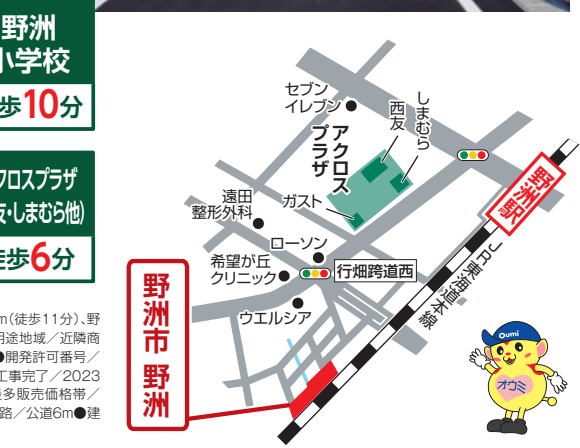 野洲
小学校
歩10分
クロスプラザ
友・しまむら他)
徒歩6分
m(徒歩11分)、野
用途地域/近隣商
●開発許可番号/
工事完了/2023
最多販売価格帯/
路/公道6m●建
セブン
イレブン
アクロス
プラザ
西友
しまむら
遠田
整形外科
ガスト
ローソン
希望が丘
クリニック
行畑跨道西
ウエルシア
野洲市 野洲
野洲駅
JR東海道本線
Oumi
オウミ